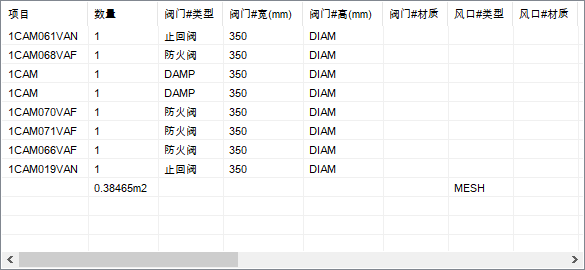 项目 数量 阀门#类型 阀门#宽(mm) 阀门#高(mm) 阀门#材质 风口#类型 风口#材质
1CAM061VAN 1 止回阀 350 DIAM
1CAM068VAF 1 防火阀 350 DIAM
1CAM 1 DAMP 350 DIAM
1CAM 1 DAMP 350 DIAM
1CAM070VAF 1 防火阀 350 DIAM
1CAM071VAF 1 防火阀 350 DIAM
1CAM066VAF 1 防火阀 350 DIAM
1CAM019VAN 1 止回阀 350 DIAM
0.38465m2 MESH